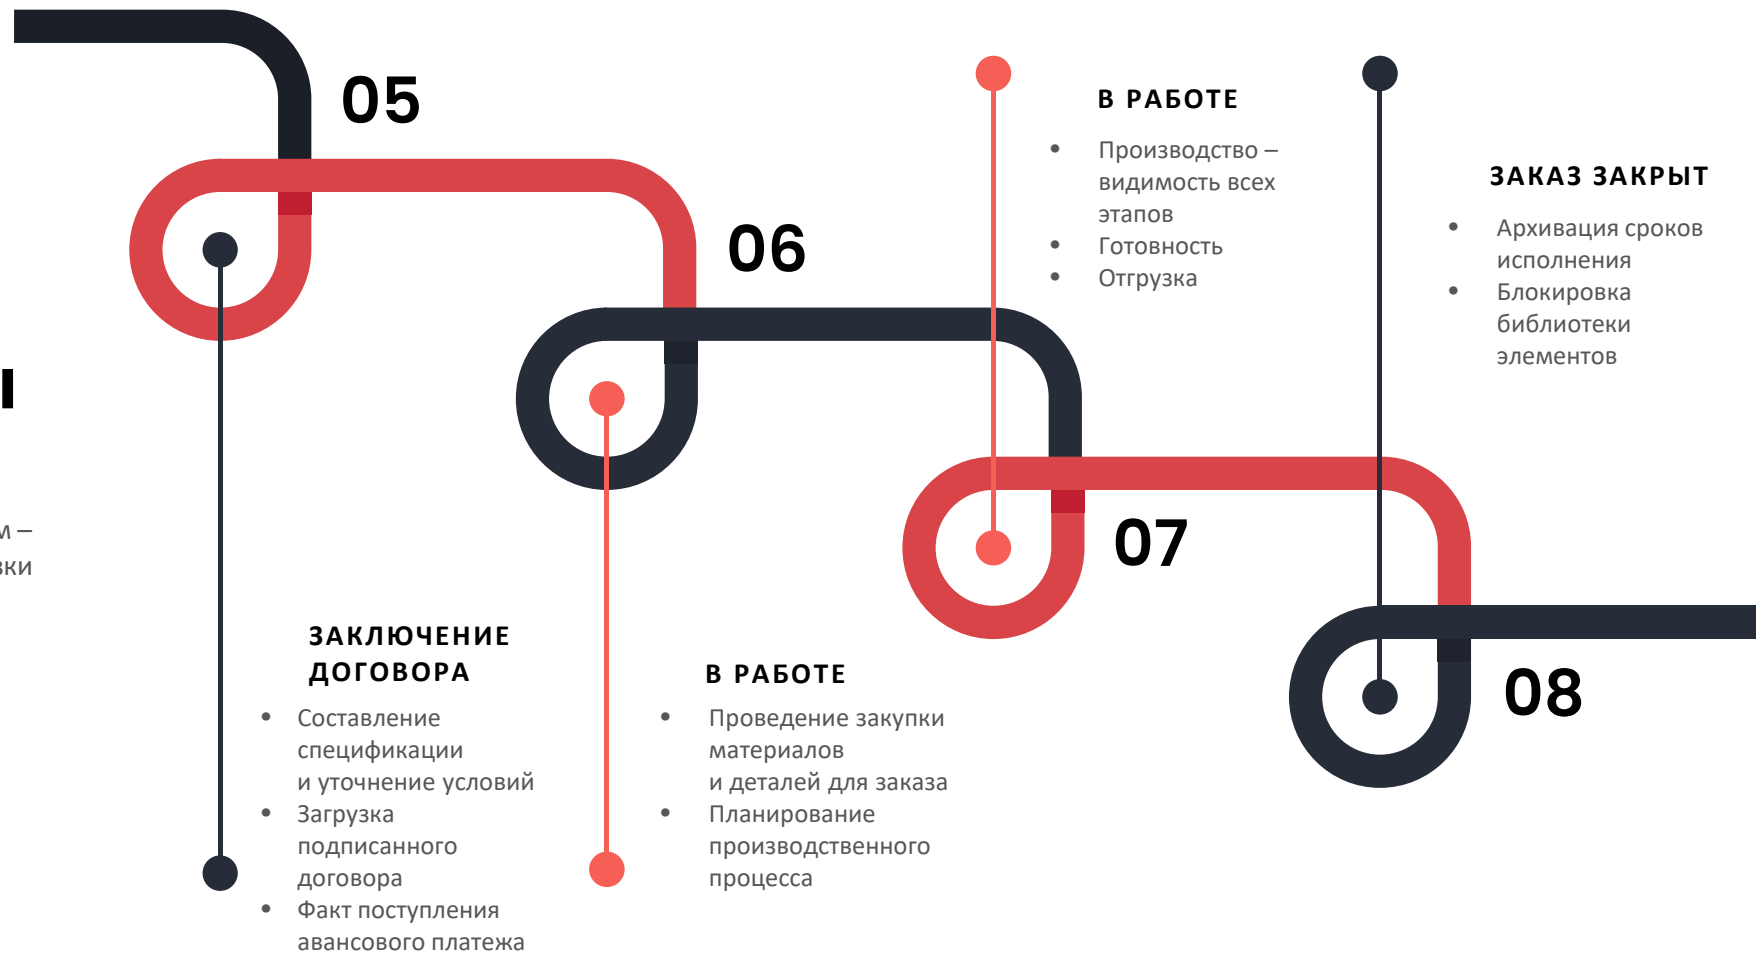 05
06
07
08
В РАБОТЕ
• Производство –
видимость всех
этапов
• Готовность
• Отгрузка
ЗАКАЗ ЗАКРЫТ
• Архивация сроков
исполнения
• Блокировка
библиотеки
элементов
ЗАКЛЮЧЕНИЕ
ДОГОВОРА
• Составление
спецификации
и уточнение условий
• Загрузка
подписанного
договора
• Факт поступления
авансового платежа
В РАБОТЕ
• Проведение закупки
материалов
и деталей для заказа
• Планирование
производственного
процесса